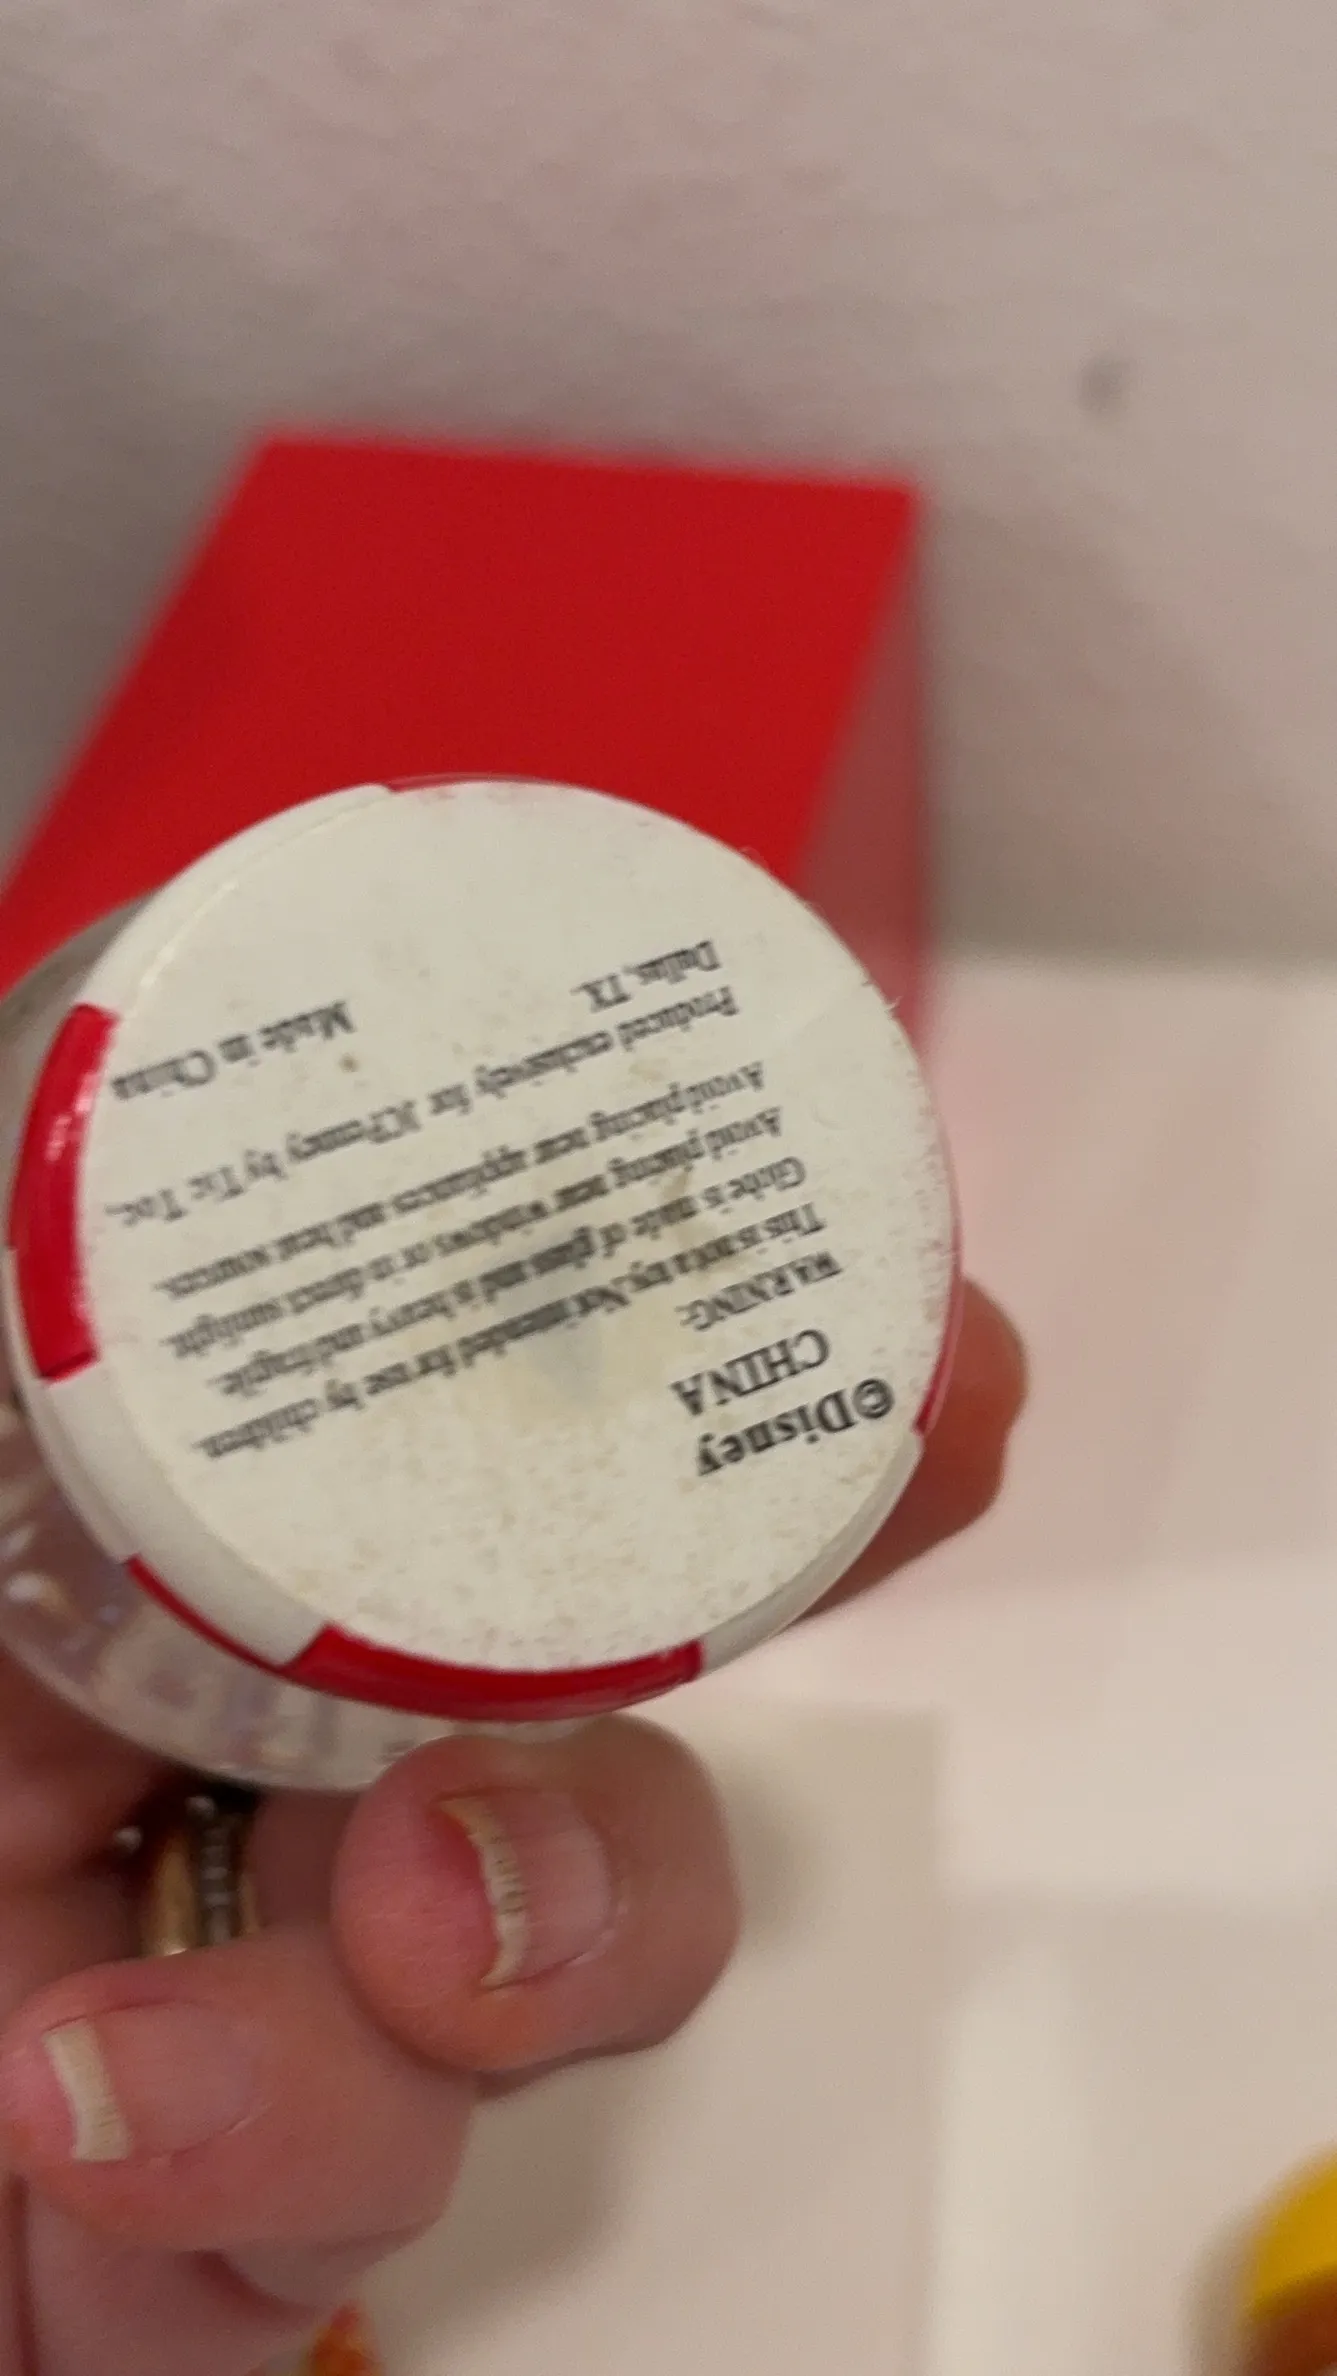 ©Disney
CHINA
WARNING:
This is not a toy. Not intended for use by children.
Globe is made of glass and is heavy and fragile.
Avoid placing near windows or in direct sunlight.
Avoid placing near appliances and heat sources.
Produced exclusively for JCPenney by Tic Toc,
Dallas, TX Made in China